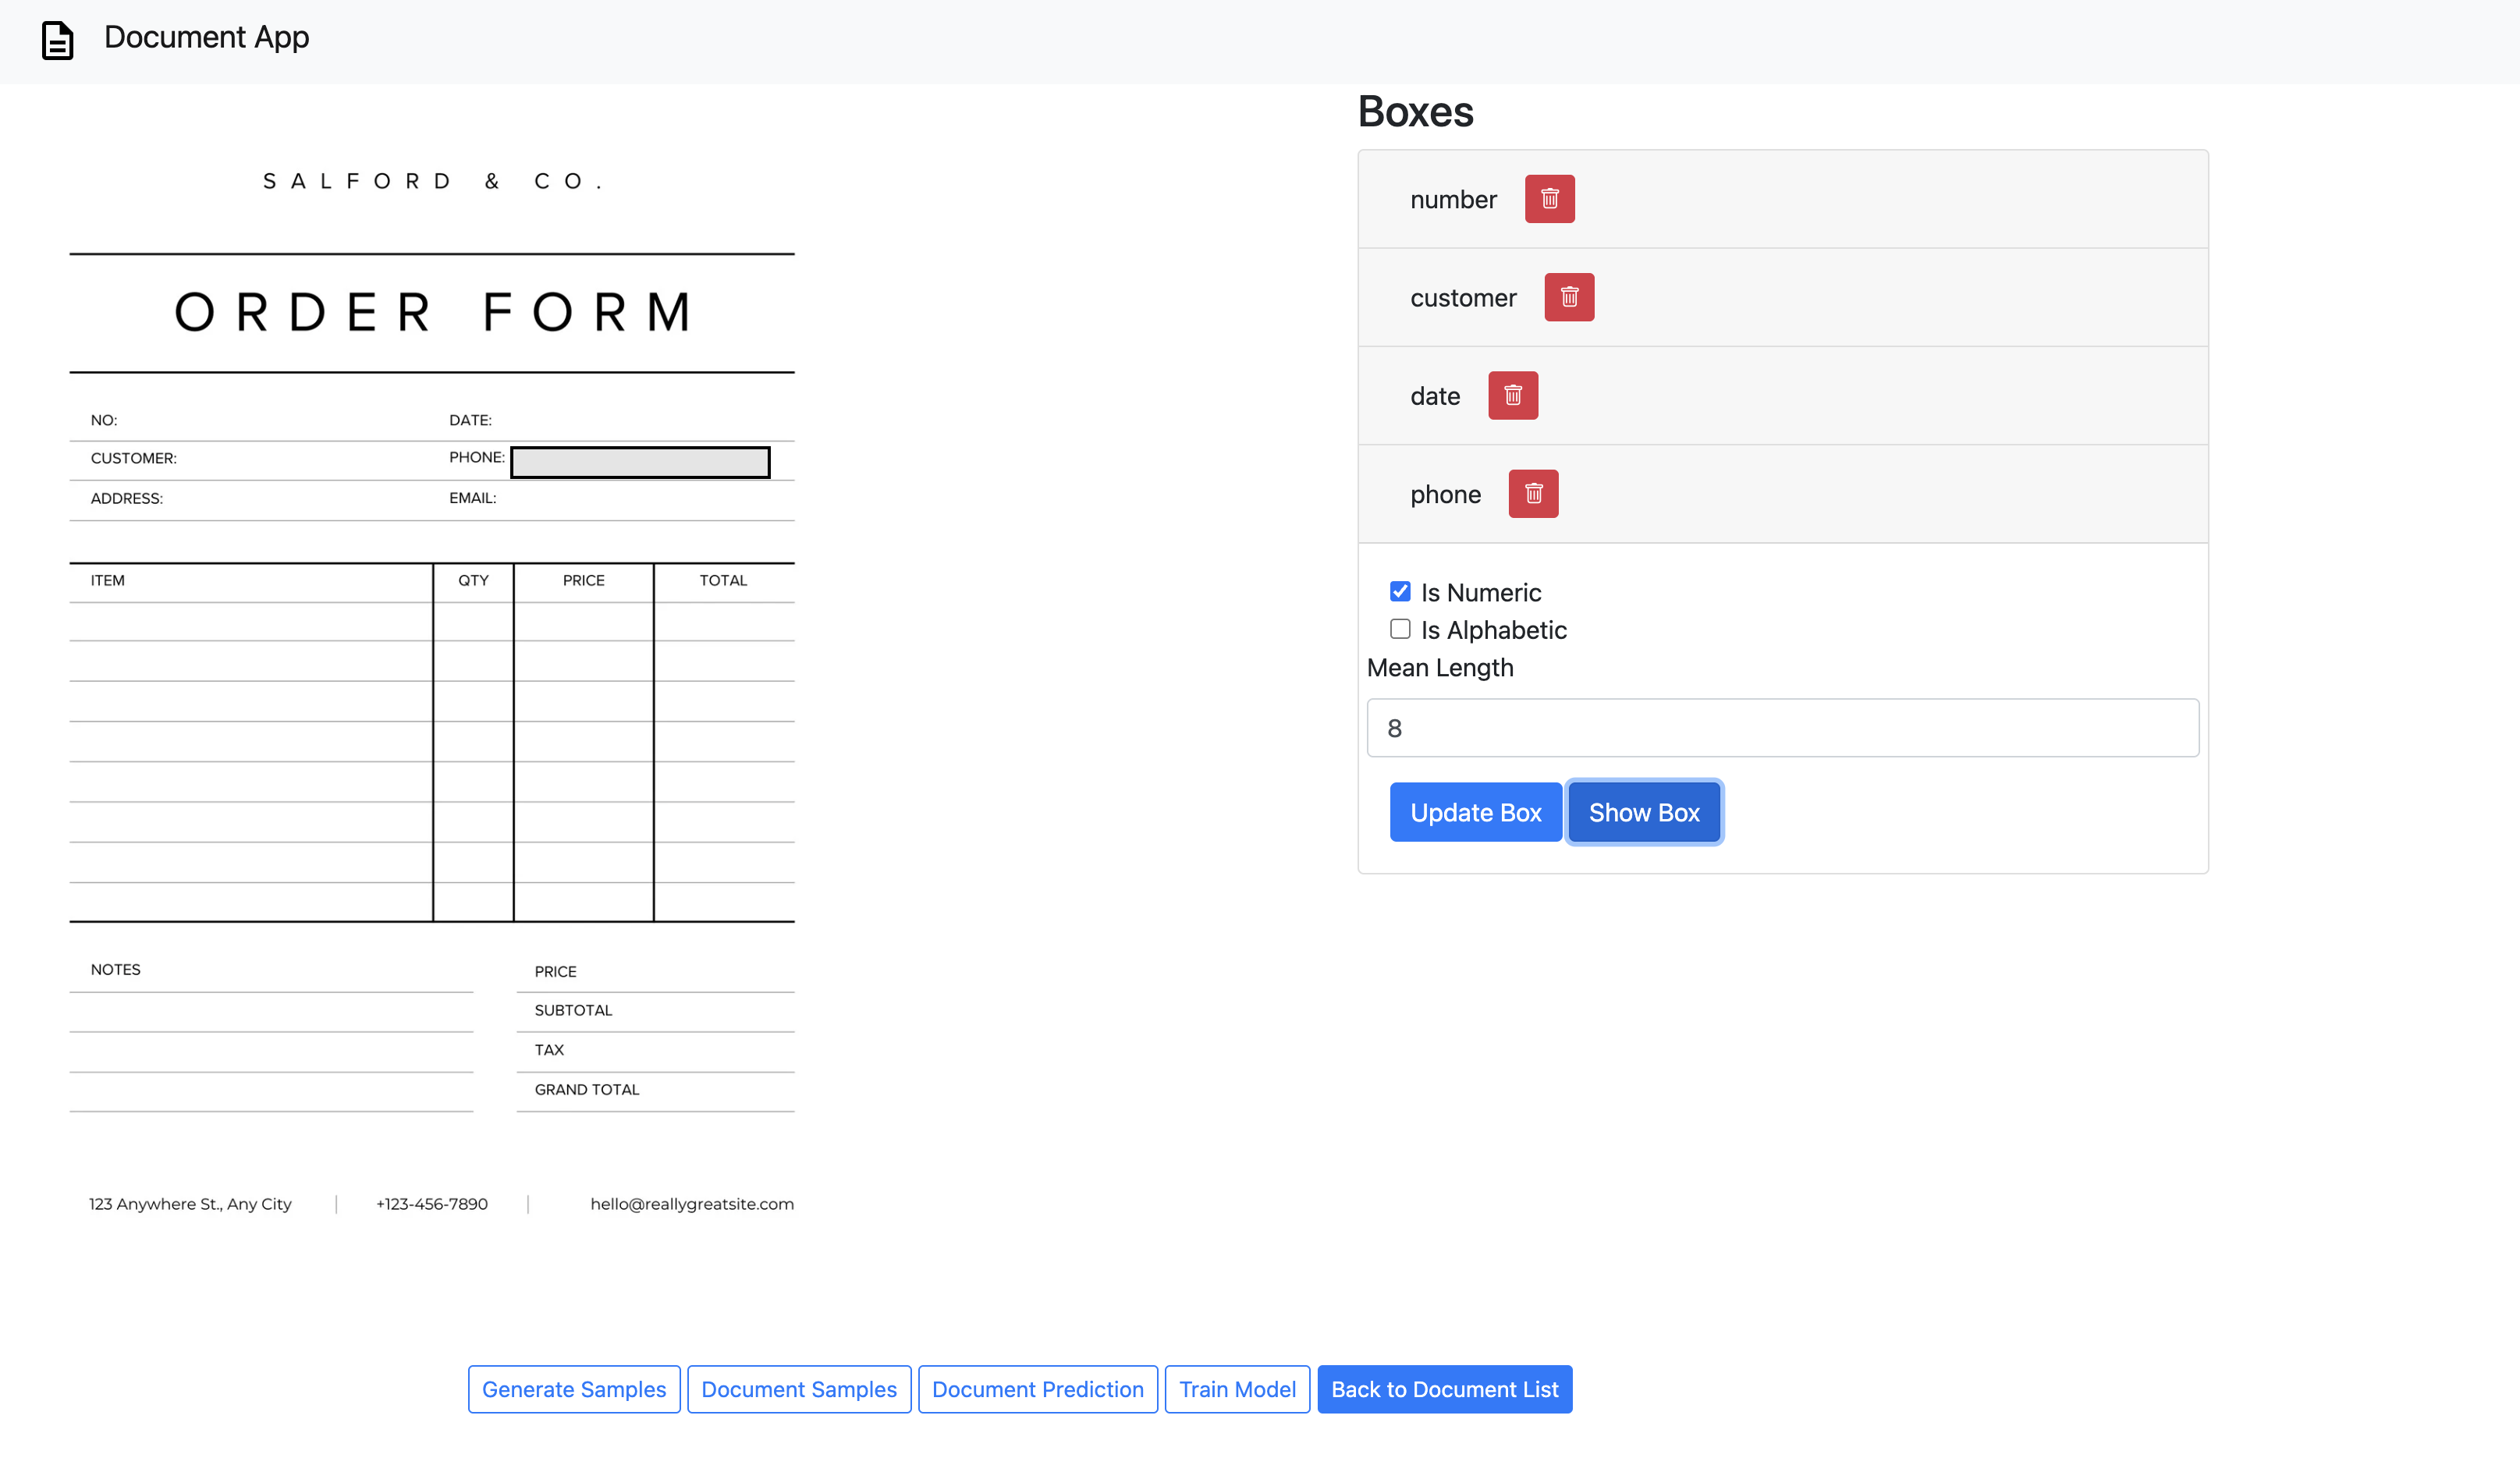 Document App
SALFORD & CO.
ORDER FORM
NO: DATE:
CUSTOMER: PHONE:
ADDRESS: EMAIL:
ITEM QTY PRICE TOTAL
NOTES
PRICE
SUBTOTAL
TAX
GRAND TOTAL
123 Anywhere St., Any City | +123-456-7890 | hello@reallygreatsite.com
Boxes
number
customer
date
phone
Is Numeric
Is Alphabetic
Mean Length
8
Update Box Show Box
Generate Samples Document Samples Document Prediction Train Model Back to Document List